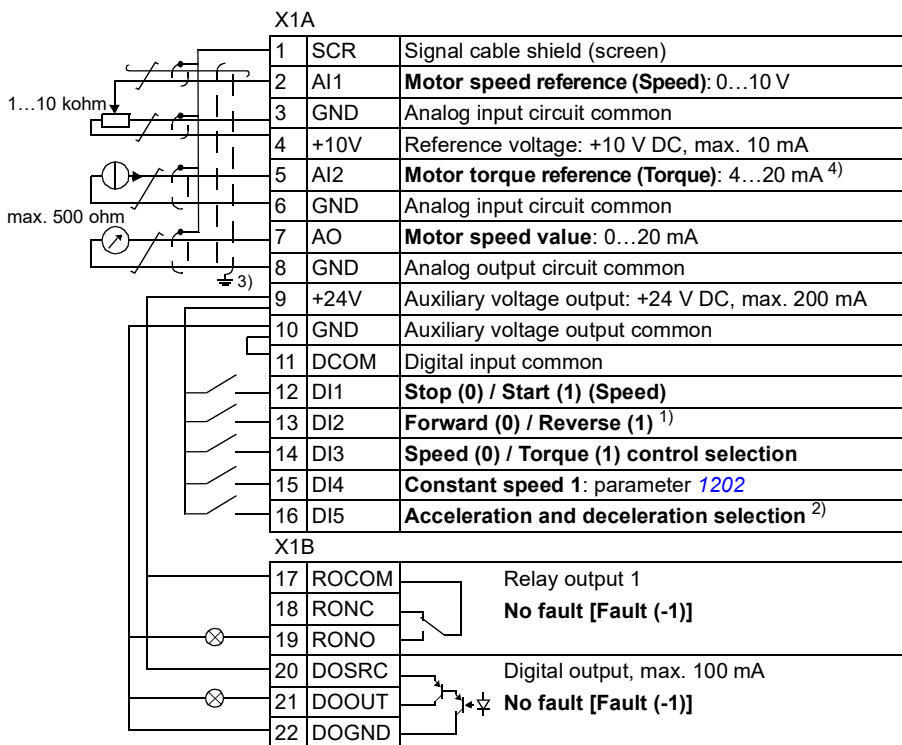 X1A
1 SCR Signal cable shield (screen)
2 AI1 Motor speed reference (Speed): 0…10 V
1…10 kohm
3 GND Analog input circuit common
4 +10V Reference voltage: +10 V DC, max. 10 mA
5 AI2 Motor torque reference (Torque): 4…20 mA 4)
6 GND Analog input circuit common
max. 500 ohm
7 AO Motor speed value: 0…20 mA
8 GND Analog output circuit common
3)
9 +24V Auxiliary voltage output: +24 V DC, max. 200 mA
10 GND Auxiliary voltage output common
11 DCOM Digital input common
12 DI1 Stop (0) / Start (1) (Speed)
13 DI2 Forward (0) / Reverse (1) 1)
14 DI3 Speed (0) / Torque (1) control selection
15 DI4 Constant speed 1: parameter 1202
16 DI5 Acceleration and deceleration selection 2)
X1B
17 ROCOM Relay output 1
18 RONC No fault [Fault (-1)]
19 RONO
20 DOSRC Digital output, max. 100 mA
21 DOOUT No fault [Fault (-1)]
22 DOGND